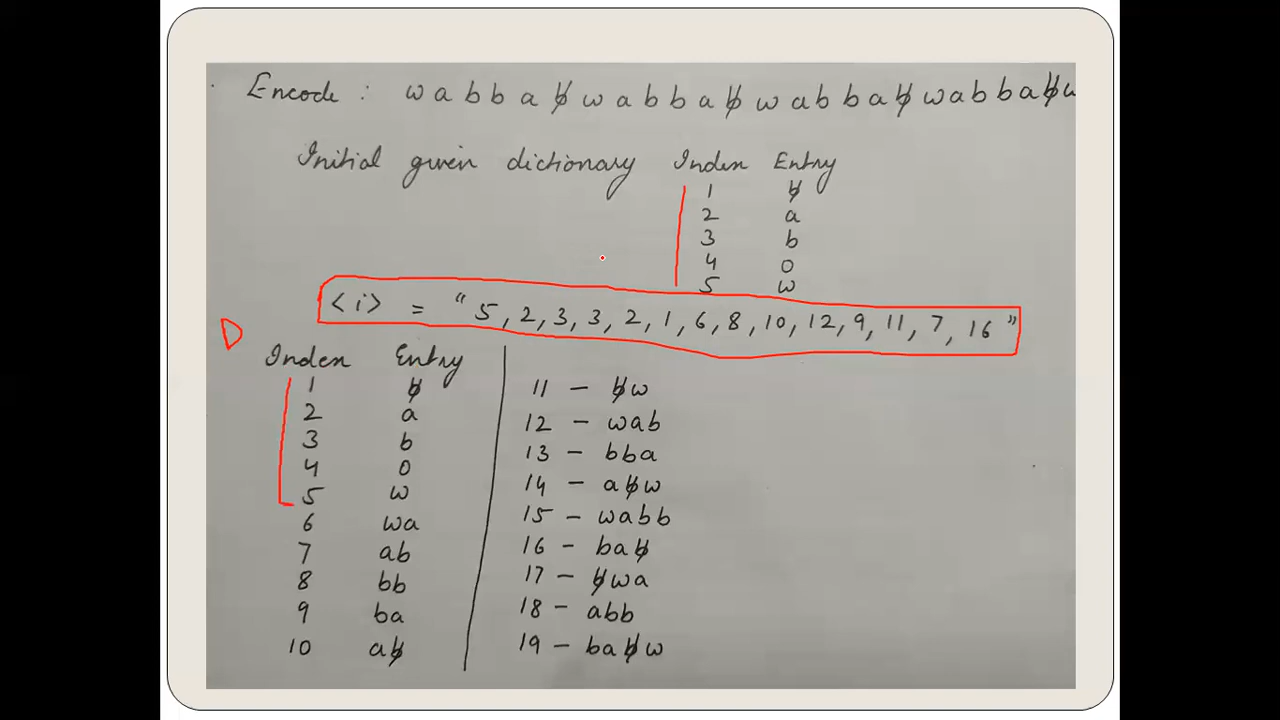 Encode : w a b b a ƀ w a b b a ƀ w a b b a ƀ w a b b a ƀ w
Initial given dictionary Index Entry
1 ƀ
2 a
3 b
4 o
5 w
<i> = " 5, 2, 3, 3, 2, 1, 6, 8, 10, 12, 9, 11, 7, 16 "
D
Index Entry
1 ƀ
2 a
3 b
4 o
5 w
6 wa
7 ab
8 bb
9 ba
10 aƀ
11 - ƀw
12 - wab
13 - bba
14 - aƀw
15 - wabb
16 - baƀ
17 - ƀwa
18 - abb
19 - baƀw